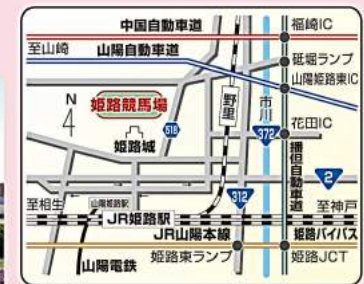 中国自動車道
福崎IC
至山崎
山陽自動車道
砥堀ランプ
山陽姫路東IC
N
姫路競馬場
518
野里
市川
372
花田IC
姫路城
播但自動車道
312
2
至相生
山陽姫路駅
至神戸
JR姫路駅
JR山陽本線
姫路バイパス
姫路東ランプ
姫路JCT
山陽電鉄